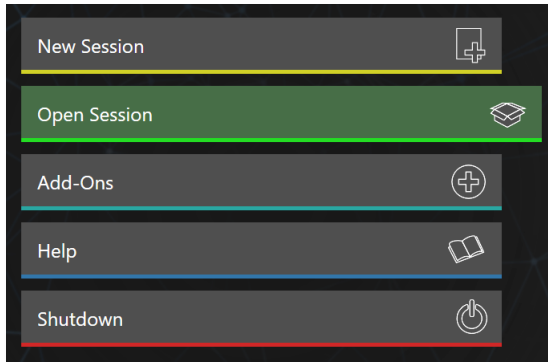 New Session
Open Session
Add-Ons
Help
Shutdown